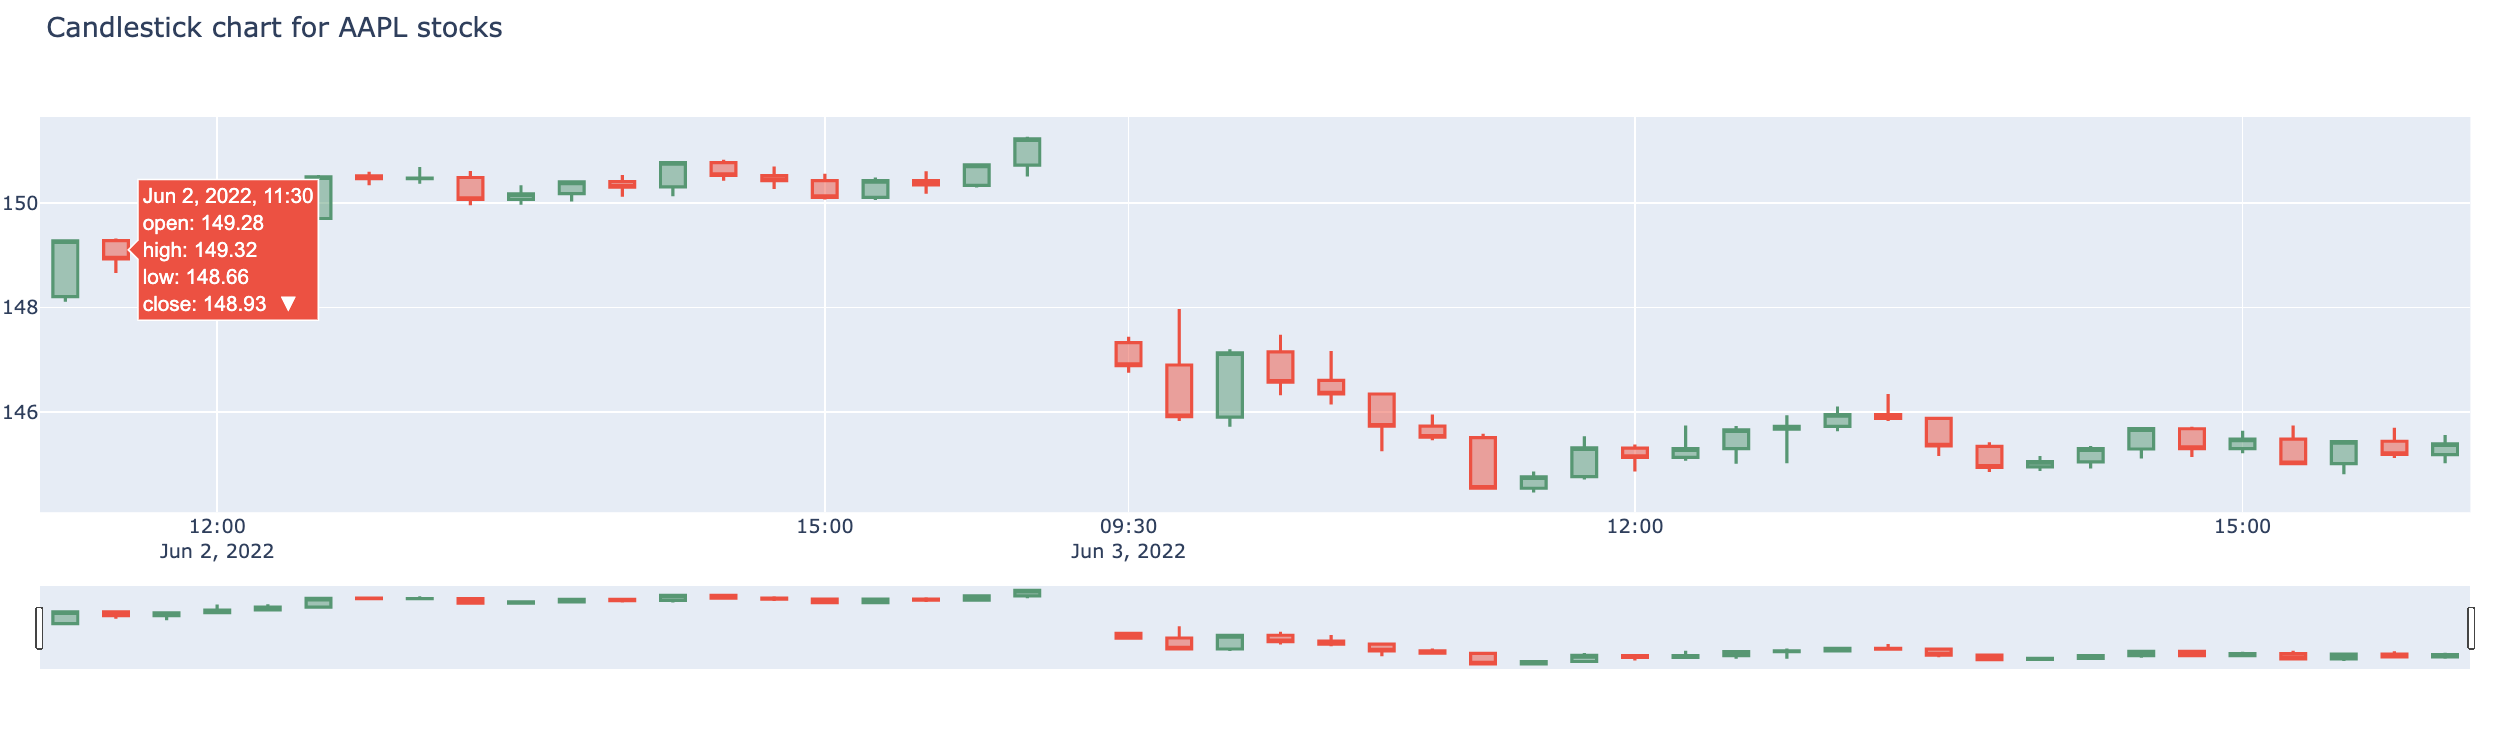 Candlestick chart for AAPL stocks
150
148
146
Jun 2, 2022, 11:30
open: 149.28
high: 149.32
low: 148.66
close: 148.93 ▼
12:00 15:00 09:30 12:00 15:00
Jun 2, 2022 Jun 3, 2022